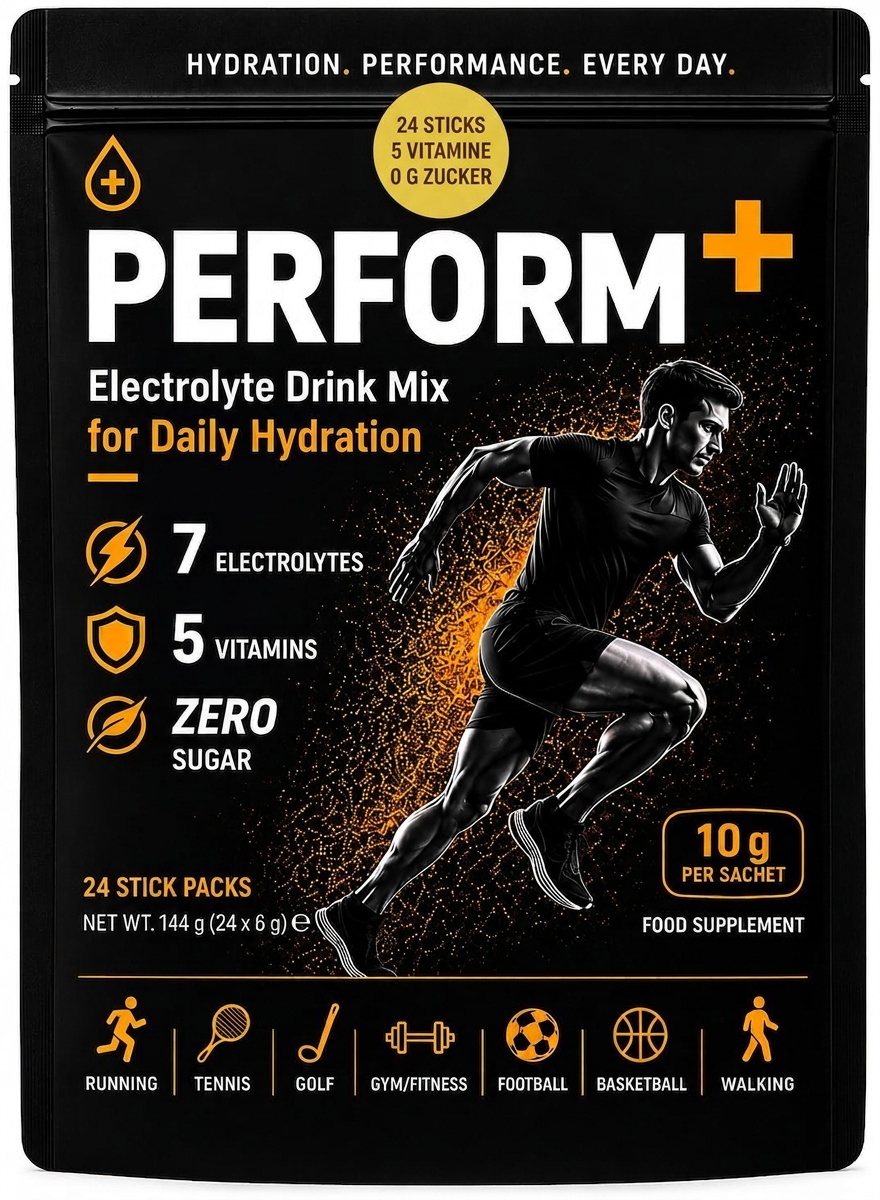 HYDRATION. PERFORMANCE. EVERY DAY.
24 STICKS
5 VITAMINE
0 G ZUCKER
PERFORM+
Electrolyte Drink Mix
for Daily Hydration
7 ELECTROLYTES
5 VITAMINS
ZERO
SUGAR
10 g
PER SACHET
24 STICK PACKS
NET WT. 144 g (24 x 6 g) ℮
FOOD SUPPLEMENT
RUNNING
TENNIS
GOLF
GYM/FITNESS
FOOTBALL
BASKETBALL
WALKING